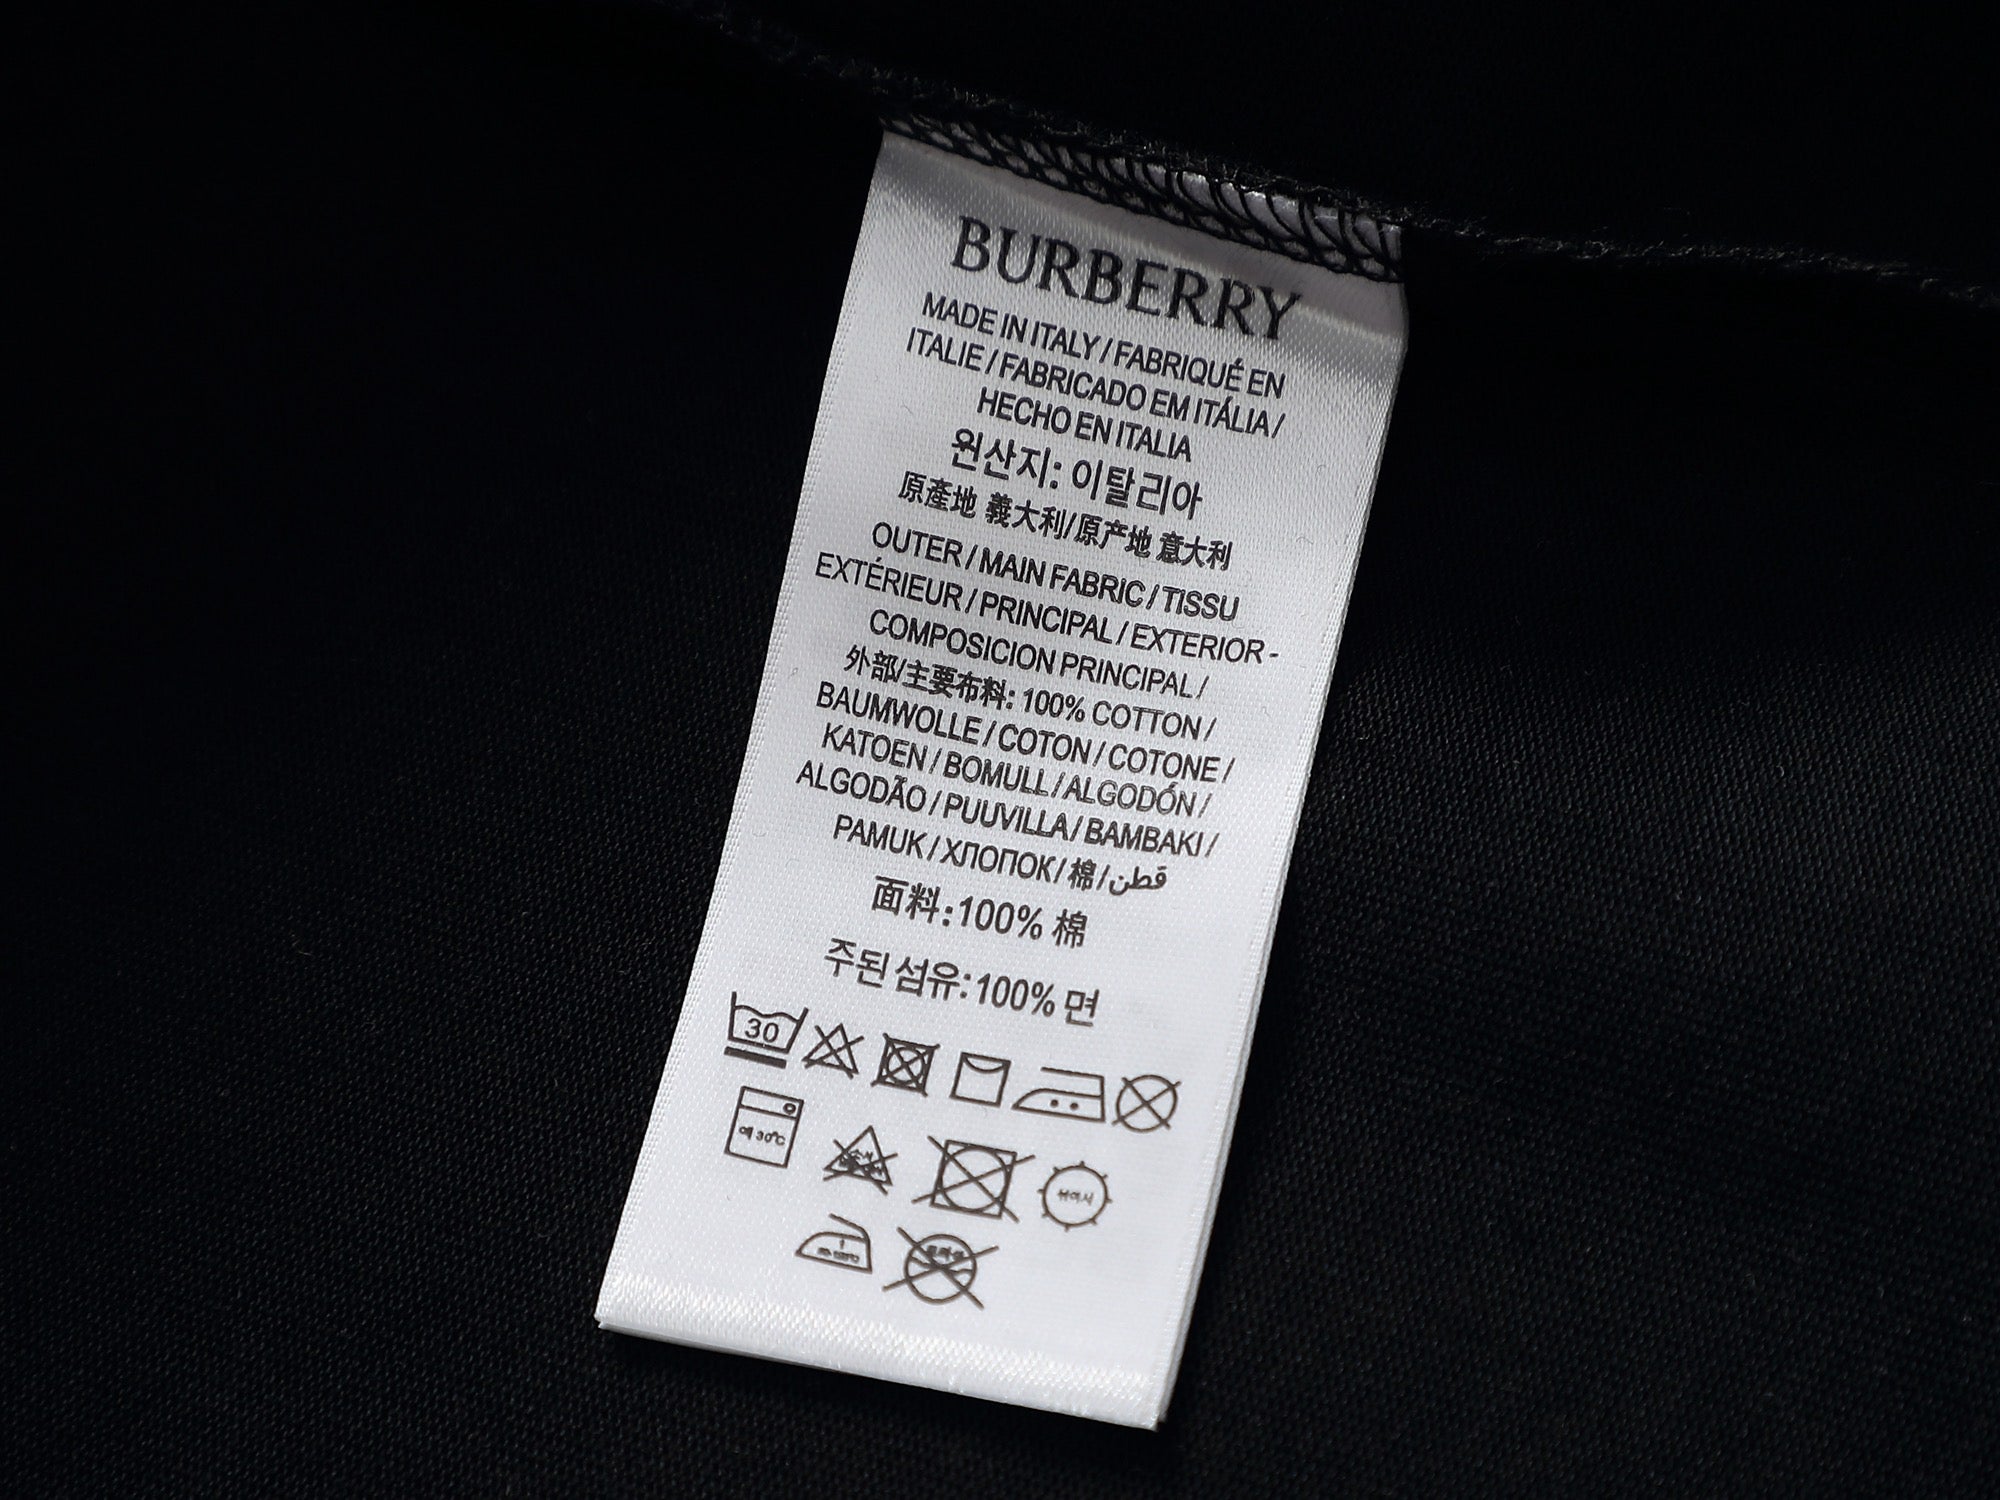 BURBERRY
MADE IN ITALY / FABRIQUÉ EN
ITALIE / FABRICADO EM ITÁLIA /
HECHO EN ITALIA
원산지: 이탈리아
原產地 義大利/原产地 意大利
OUTER / MAIN FABRIC / TISSU
EXTÉRIEUR / PRINCIPAL / EXTERIOR -
COMPOSICION PRINCIPAL /
外部/主要布料: 100% COTTON /
BAUMWOLLE / COTON / COTONE /
KATOEN / BOMULL / ALGODÓN /
ALGODÃO / PUUVILLA / BAMBAKI /
PAMUK / ХЛОПОК / 棉 / قطن
面料:100% 棉
주된 섬유:100% 면
30
30℃